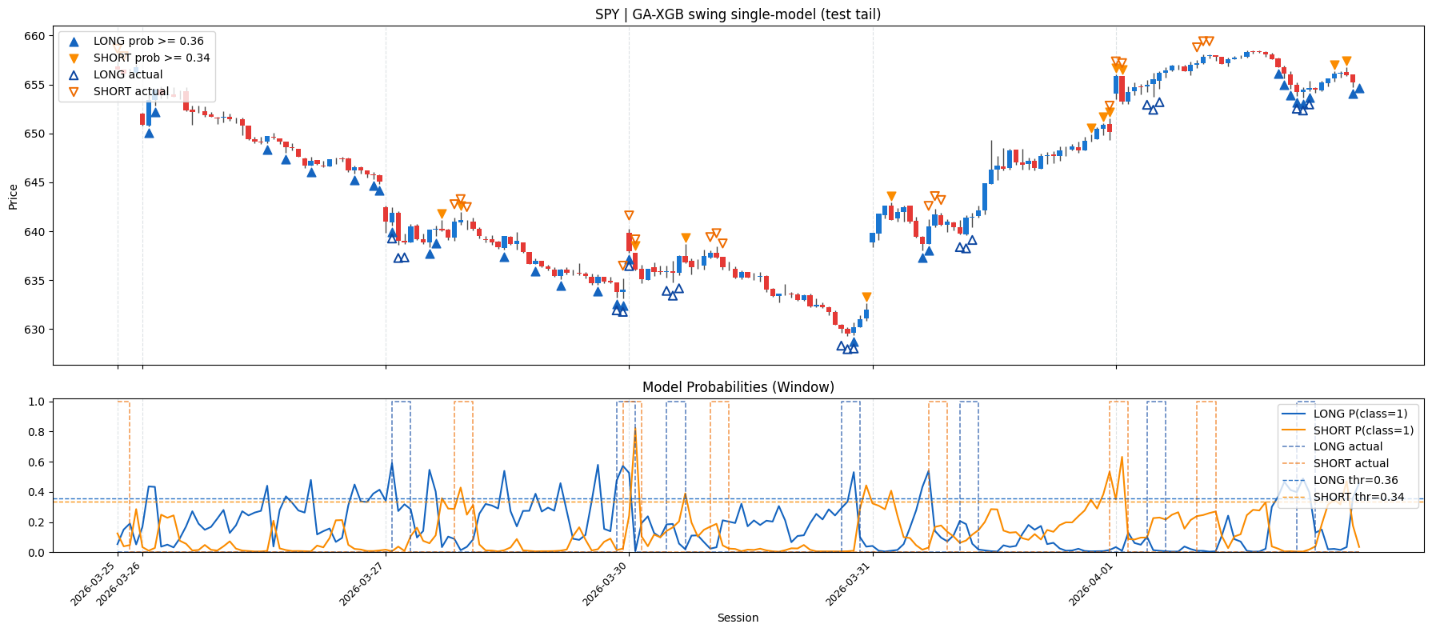 SPY | GA-XGB swing single-model (test tail)
660
655
650
645
640
635
630
Price
LONG prob >= 0.36
SHORT prob >= 0.34
LONG actual
SHORT actual
Model Probabilities (Window)
1.0
0.8
0.6
0.4
0.2
0.0
LONG P(class=1)
SHORT P(class=1)
LONG actual
SHORT actual
LONG thr=0.36
SHORT thr=0.34
2026-03-25
2026-03-26
2026-03-27
2026-03-30
2026-03-31
2026-04-01
Session